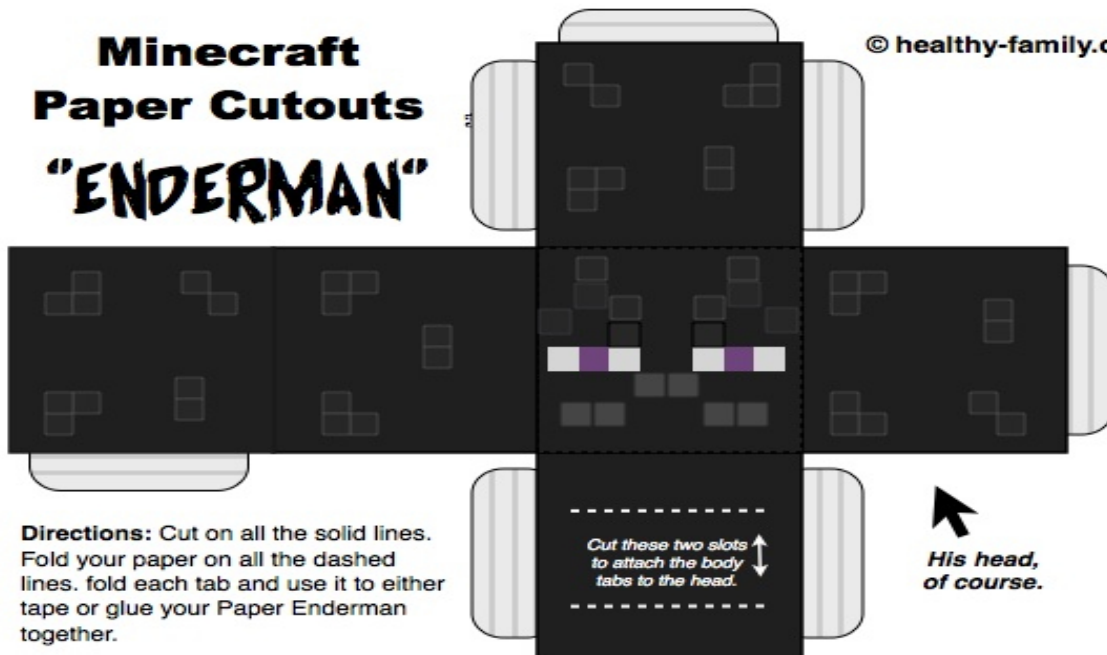 Minecraft
Paper Cutouts
"ENDERMAN"
© healthy-family.c
Directions: Cut on all the solid lines.
Fold your paper on all the dashed
lines. fold each tab and use it to either
tape or glue your Paper Enderman
together.
Cut these two slots
to attach the body
tabs to the head.
His head,
of course.